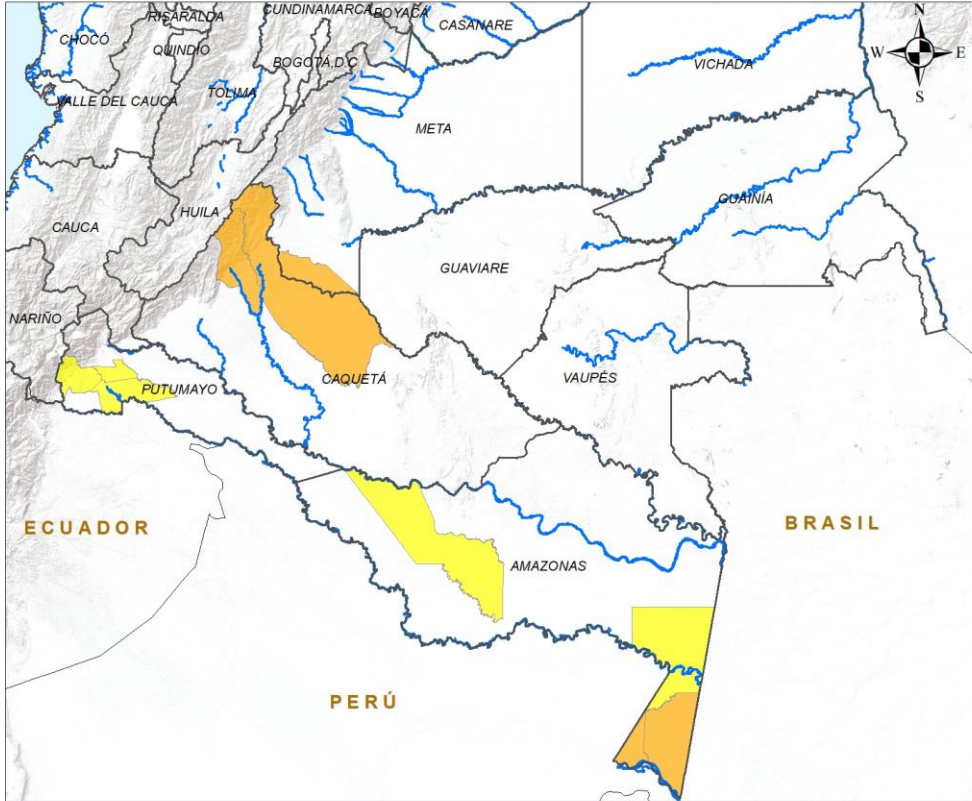 RISARALDA
CUNDINAMARCA
BOYACÁ
CASANARE
N
CHOCÓ
QUINDÍO
BOGOTÁ, D.C
VICHADA
W
E
S
VALLE DEL CAUCA
TOLIMA
META
HUILA
GUAINÍA
CAUCA
GUAVIARE
NARIÑO
CAQUETÁ
VAUPÉS
PUTUMAYO
ECUADOR
BRASIL
AMAZONAS
PERÚ